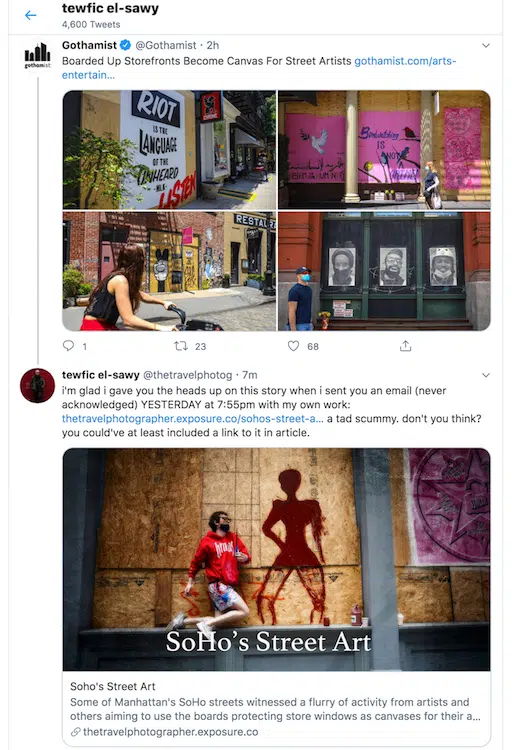 tewfic el-sawy
4,600 Tweets
Gothamist @Gothamist · 2h
Boarded Up Storefronts Become Canvas For Street Artists gothamist.com/arts-
entertain...
gothamist
RIOT
IS THE
LANGUAGE
OF THE
UNHEARD
-MLK-
LISTEN
Birdwatching
IS
NOT
RESTAUR
1
23
68
tewfic el-sawy @thetravelphotog · 7m
i'm glad i gave you the heads up on this story when i sent you an email (never
acknowledged) YESTERDAY at 7:55pm with my own work:
thetravelphotographer.exposure.co/sohos-street-a... a tad scummy. don't you think?
you could've at least included a link to it in article.
SoHo's Street Art
Soho's Street Art
Some of Manhattan's SoHo streets witnessed a flurry of activity from artists and
others aiming to use the boards protecting store windows as canvases for their a...
thetravelphotographer.exposure.co